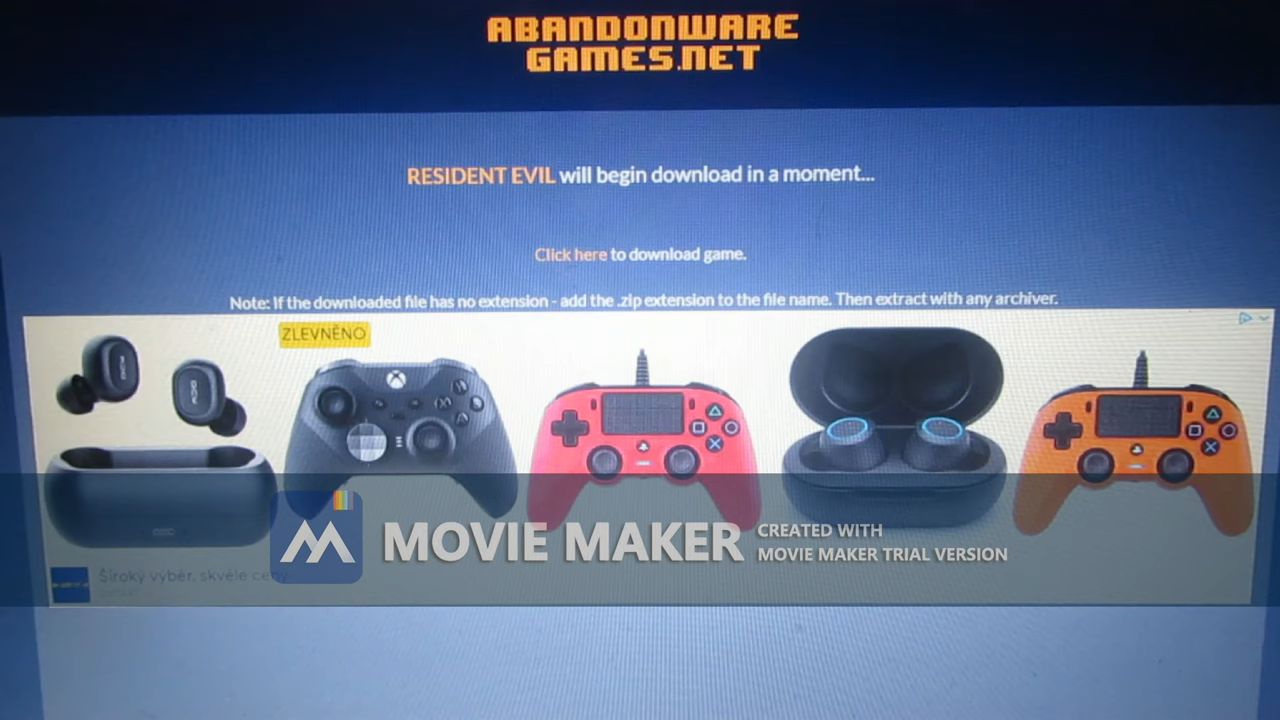 ABANDONWARE
GAMES.NET
RESIDENT EVIL will begin download in a moment...
Click here to download game.
Note: If the downloaded file has no extension - add the .zip extension to the file name. Then extract with any archiver.
ZLEVNĚNO
MOVIE MAKER
CREATED WITH
MOVIE MAKER TRIAL VERSION
Široký výběr, skvěle ceny